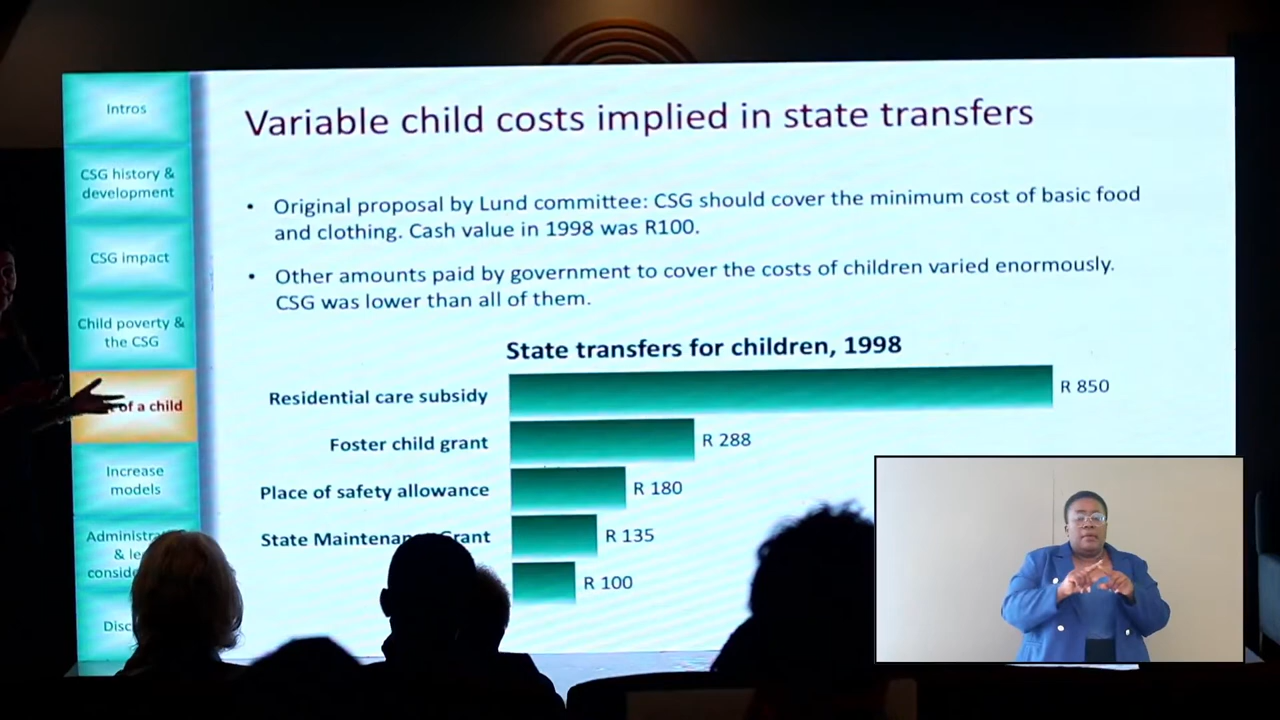 Intros
CSG history &
development
CSG impact
Child poverty &
the CSG
of a child
Increase
models
&
Variable child costs implied in state transfers
• Original proposal by Lund committee: CSG should cover the minimum cost of basic food
and clothing. Cash value in 1998 was R100.
• Other amounts paid by government to cover the costs of children varied enormously.
CSG was lower than all of them.
State transfers for children, 1998
Residential care subsidy R 850
Foster child grant R 288
Place of safety allowance R 180
State R 135
R 100